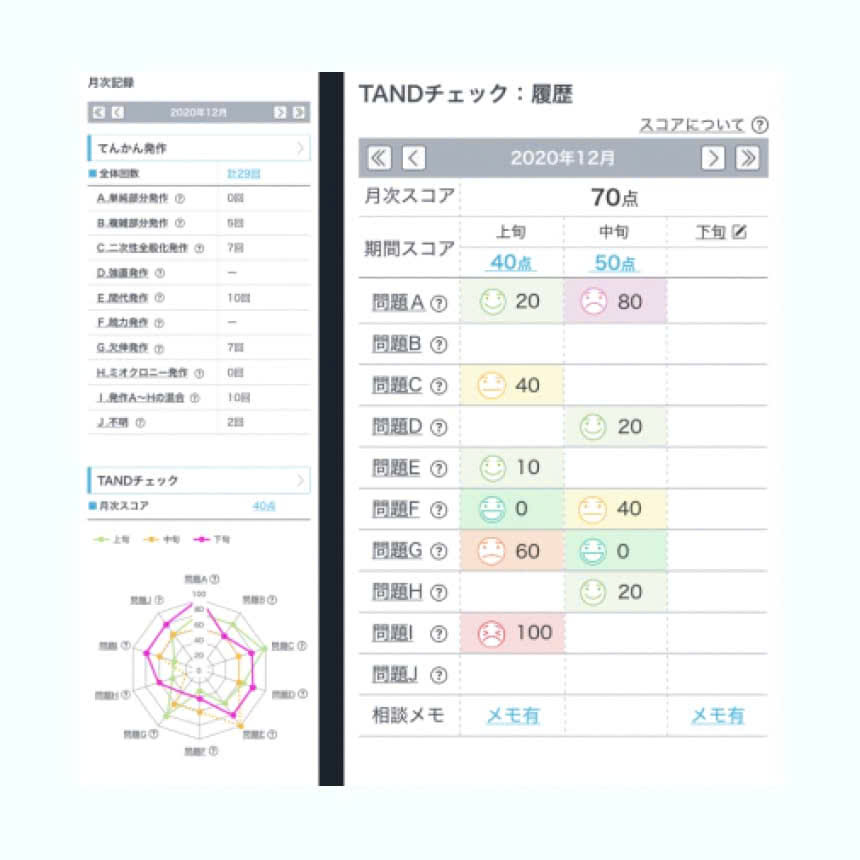 月次記録
2020年12月
てんかん発作
全体回数 計29回
A.単純部分発作 ? 0回
B.複雑部分発作 ? 5回
C.二次性全般化発作 ? 7回
D.強直発作 ? ー
E.間代発作 ? 10回
F.脱力発作 ? ー
G.欠伸発作 ? 7回
H.ミオクロニー発作 ? 0回
I.発作A〜Hの混合 ? 10回
J.不明 ? 2回
TANDチェック
月次スコア 40点
上旬 中旬 下旬
問題A ?
問題J ? 100 問題B ?
80
60
問題I ? 40 問題C ?
20
0
問題H ? 問題D ?
問題G ? 問題E ?
問題F ?
TANDチェック：履歴
スコアについて ?
2020年12月
月次スコア 70点
期間スコア 上旬 中旬 下旬
40点 50点
問題A ? 20 80
問題B ?
問題C ? 40
問題D ? 20
問題E ? 10
問題F ? 0 40
問題G ? 60 0
問題H ? 20
問題I ? 100
問題J ?
相談メモ メモ有 メモ有